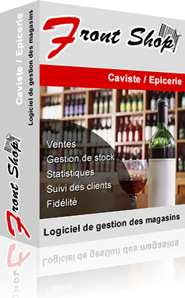 Front Shop
Caviste / Epicerie
Ventes
Gestion de stock
Statistiques
Suivi des clients
Fidélité
Logiciel de gestion des magasins
Front Shop
Caviste / Epicerie
Logiciel de gestion des magasins